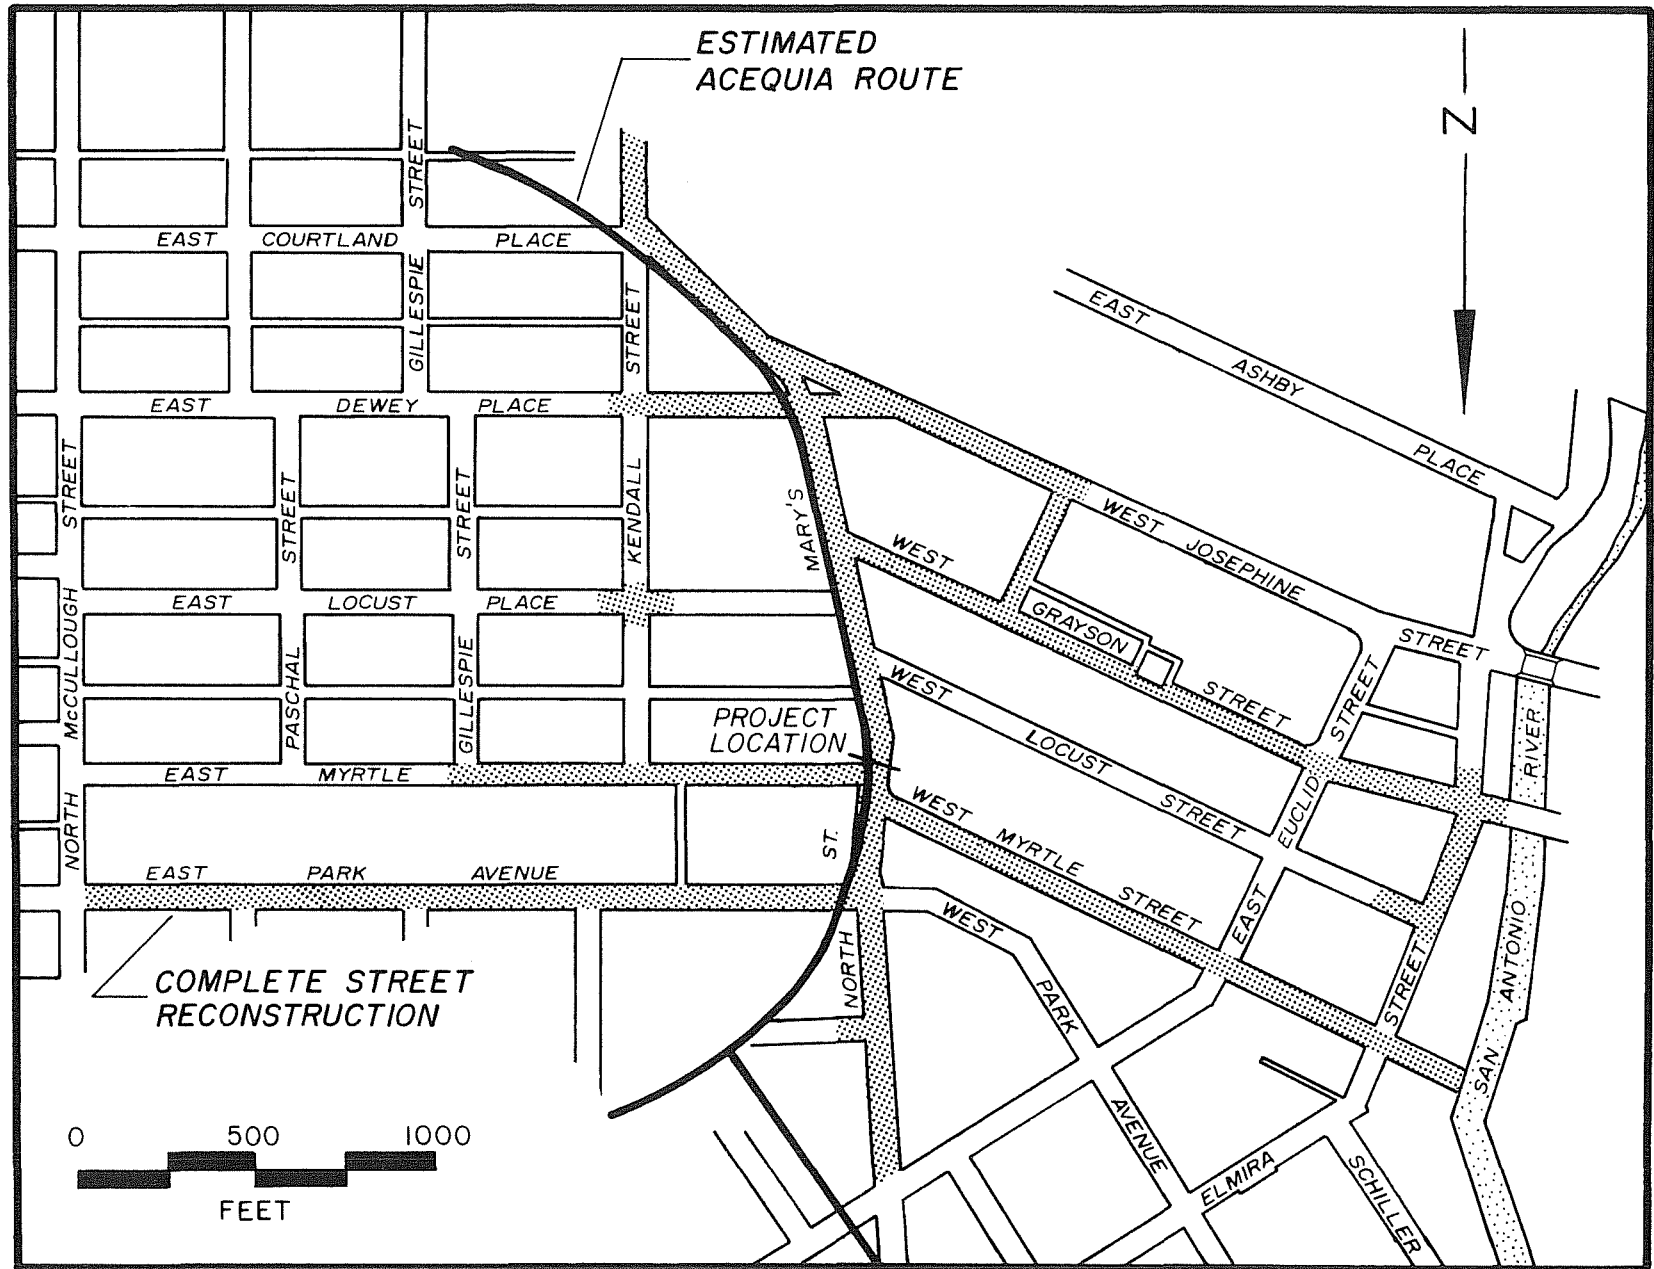 ESTIMATED
ACEQUIA ROUTE
N
STREET
EAST COURTLAND PLACE
GILLESPIE
STREET
EAST ASHBY PLACE
EAST DEWEY PLACE
STREET
STREET
STREET
KENDALL
MARY'S
WEST JOSEPHINE STREET
WEST GRAYSON STREET
EAST LOCUST PLACE
McCULLOUGH
PASCHAL
GILLESPIE
WEST LOCUST STREET
STREET
PROJECT
LOCATION
EAST MYRTLE
RIVER
NORTH
ST.
WEST MYRTLE STREET
EUCLID
EAST PARK AVENUE
EAST
WEST PARK AVENUE
NORTH
STREET
ANTONIO
SAN
COMPLETE STREET
RECONSTRUCTION
ELMIRA
SCHILLER
0 500 1000
FEET